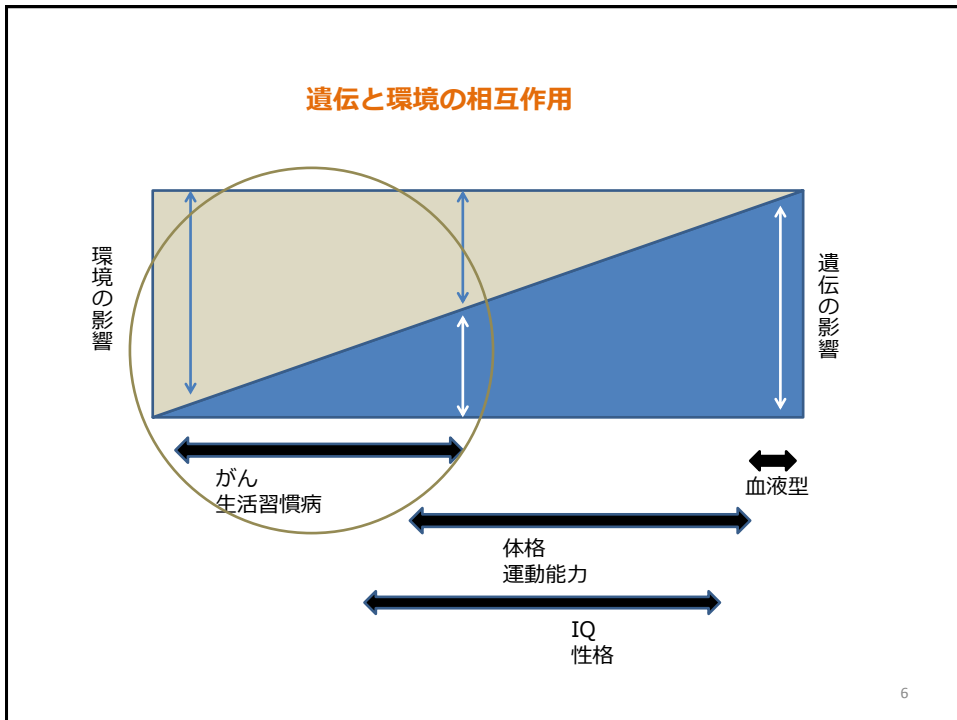 遺伝と環境の相互作用
環境の影響
遺伝の影響
がん
生活習慣病
血液型
体格
運動能力
IQ
性格
6